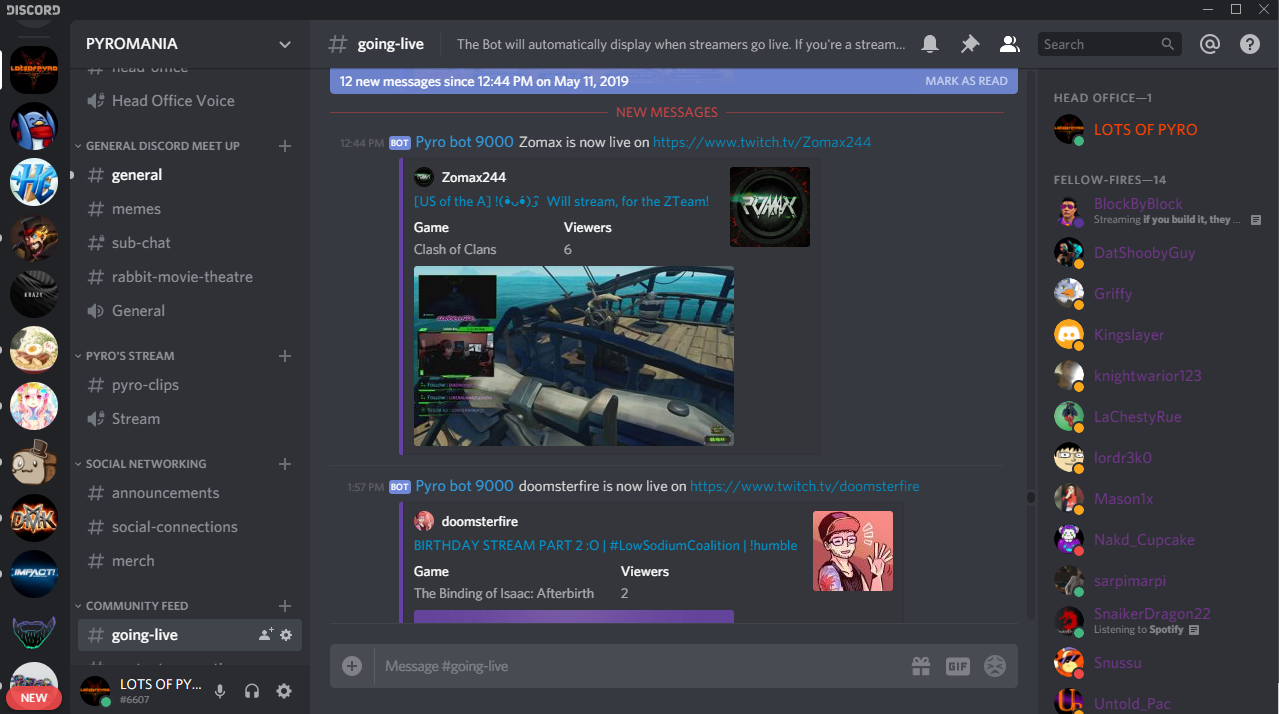 DISCORD
LOTSOFPYRO
KRAZE
DMK
IMPACT!
NEW
PYROMANIA
head-office
Head Office Voice
GENERAL DISCORD MEET UP
general
memes
sub-chat
rabbit-movie-theatre
General
PYRO'S STREAM
pyro-clips
Stream
SOCIAL NETWORKING
announcements
social-connections
merch
COMMUNITY FEED
going-live
LOTS OF PY...
#6607
going-live
The Bot will automatically display when streamers go live. If you're a stream...
Search
12 new messages since 12:44 PM on May 11, 2019
MARK AS READ
NEW MESSAGES
12:44 PM BOT Pyro bot 9000 Zomax is now live on https://www.twitch.tv/Zomax244
Zomax244
[US of the A] !(•̀ᴗ•́)و ̑̑ Will stream, for the ZTeam!
Game Viewers
Clash of Clans 6
ZOMAX
1:57 PM BOT Pyro bot 9000 doomsterfire is now live on https://www.twitch.tv/doomsterfire
doomsterfire
BIRTHDAY STREAM PART 2 :O | #LowSodiumCoalition | !humble
Game Viewers
The Binding of Isaac: Afterbirth 2
Message #going-live
GIF
HEAD OFFICE—1
LOTS OF PYRO
FELLOW-FIRES—14
BlockByBlock
Streaming if you build it, they ...
DatShoobyGuy
Griffy
Kingslayer
knightwarior123
LaChestyRue
lordr3k0
Mason1x
Nakd_Cupcake
sarpimarpi
SnaikerDragon22
Listening to Spotify
Snussu
Untold_Pac